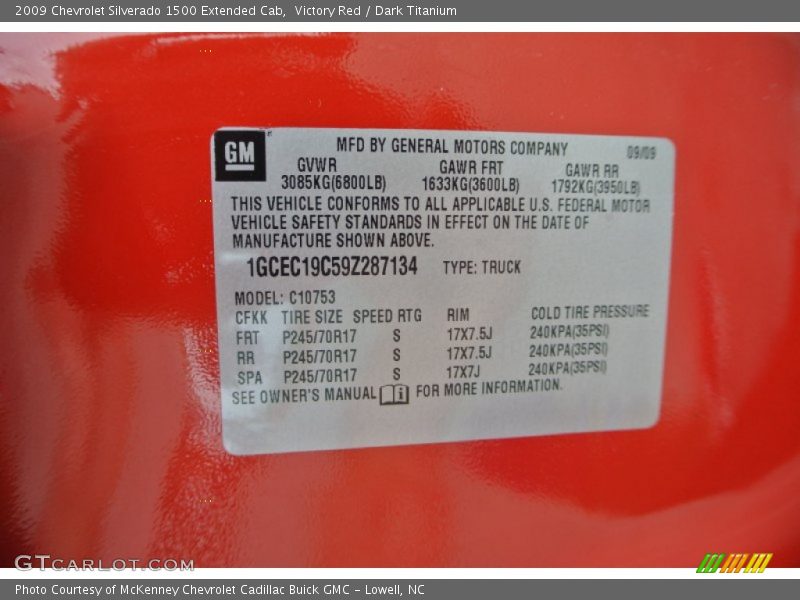 2009 Chevrolet Silverado 1500 Extended Cab, Victory Red / Dark Titanium
GM
MFD BY GENERAL MOTORS COMPANY 09/09
GVWR GAWR FRT GAWR RR
3085KG(6800LB) 1633KG(3600LB) 1792KG(3950LB)
THIS VEHICLE CONFORMS TO ALL APPLICABLE U.S. FEDERAL MOTOR
VEHICLE SAFETY STANDARDS IN EFFECT ON THE DATE OF
MANUFACTURE SHOWN ABOVE.
1GCEC19C59Z287134 TYPE: TRUCK
MODEL: C10753
CFKK TIRE SIZE SPEED RTG RIM COLD TIRE PRESSURE
FRT P245/70R17 S 17X7.5J 240KPA(35PSI)
RR P245/70R17 S 17X7.5J 240KPA(35PSI)
SPA P245/70R17 S 17X7J 240KPA(35PSI)
SEE OWNER'S MANUAL FOR MORE INFORMATION.
GTCARLOT.COM
Photo Courtesy of McKenney Chevrolet Cadillac Buick GMC - Lowell, NC